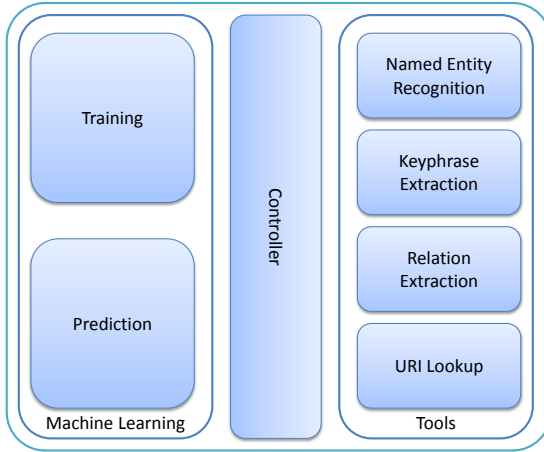 Training
Prediction
Machine Learning
Controller
Named Entity
Recognition
Keyphrase
Extraction
Relation
Extraction
URI Lookup
Tools